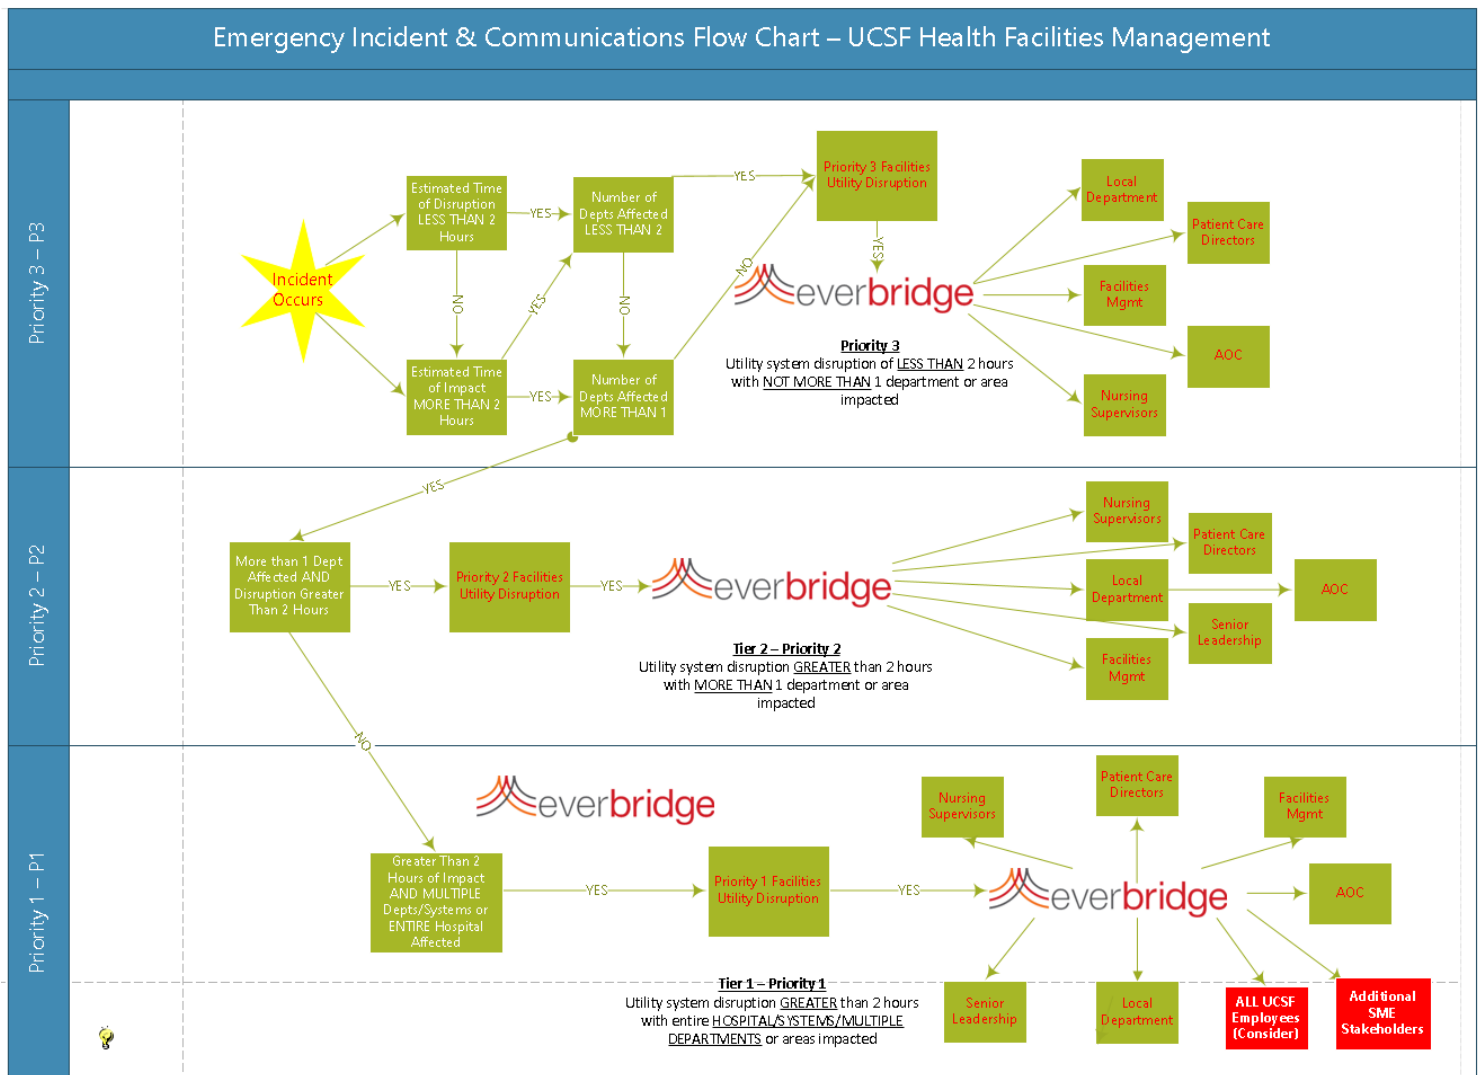 Emergency Incident & Communications Flow Chart – UCSF Health Facilities Management
Priority 3 – P3
Incident
Occurs
Estimated Time
of Disruption
LESS THAN 2
Hours
YES
NO
Estimated Time
of Impact
MORE THAN 2
Hours
YES
YES
Number of
Depts Affected
LESS THAN 2
YES
NO
Number of
Depts Affected
MORE THAN 1
NO
Priority 3 Facilities
Utility Disruption
YES
everbridge
Priority 3
Utility system disruption of LESS THAN 2 hours
with NOT MORE THAN 1 department or area
impacted
Local
Department
Patient Care
Directors
Facilities
Mgmt
AOC
Nursing
Supervisors
YES
Priority 2 – P2
More than 1 Dept
Affected AND
Disruption Greater
Than 2 Hours
YES
Priority 2 Facilities
Utility Disruption
YES
everbridge
Tier 2 – Priority 2
Utility system disruption GREATER than 2 hours
with MORE THAN 1 department or area
impacted
Nursing
Supervisors
Patient Care
Directors
Local
Department
AOC
Senior
Leadership
Facilities
Mgmt
NO
Priority 1 – P1
everbridge
Greater Than 2
Hours of Impact
AND MULTIPLE
Depts/Systems or
ENTIRE Hospital
Affected
YES
Priority 1 Facilities
Utility Disruption
YES
everbridge
Tier 1 – Priority 1
Utility system disruption GREATER than 2 hours
with entire HOSPITAL/SYSTEMS/MULTIPLE
DEPARTMENTS or areas impacted
Nursing
Supervisors
Patient Care
Directors
Facilities
Mgmt
AOC
Senior
Leadership
Local
Department
ALL UCSF
Employees
(Consider)
Additional
SME
Stakeholders